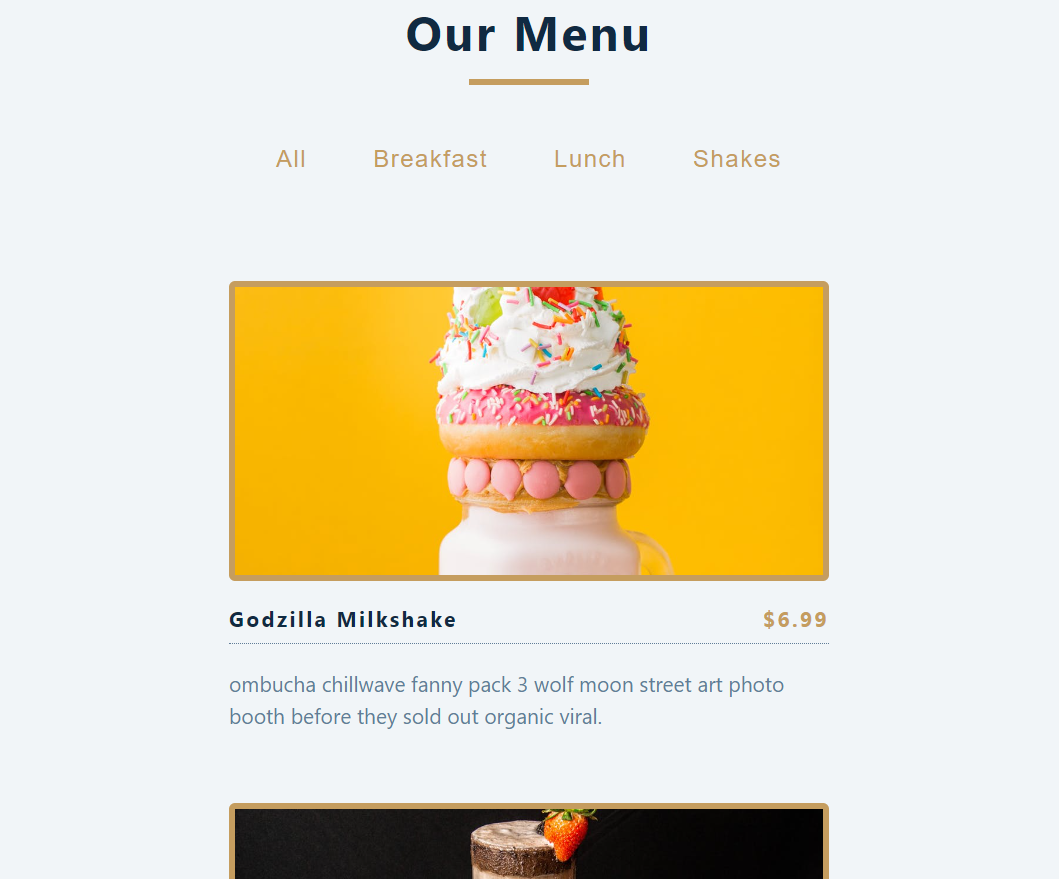 Our Menu
All Breakfast Lunch Shakes
Godzilla Milkshake $6.99
ombucha chillwave fanny pack 3 wolf moon street art photo
booth before they sold out organic viral.